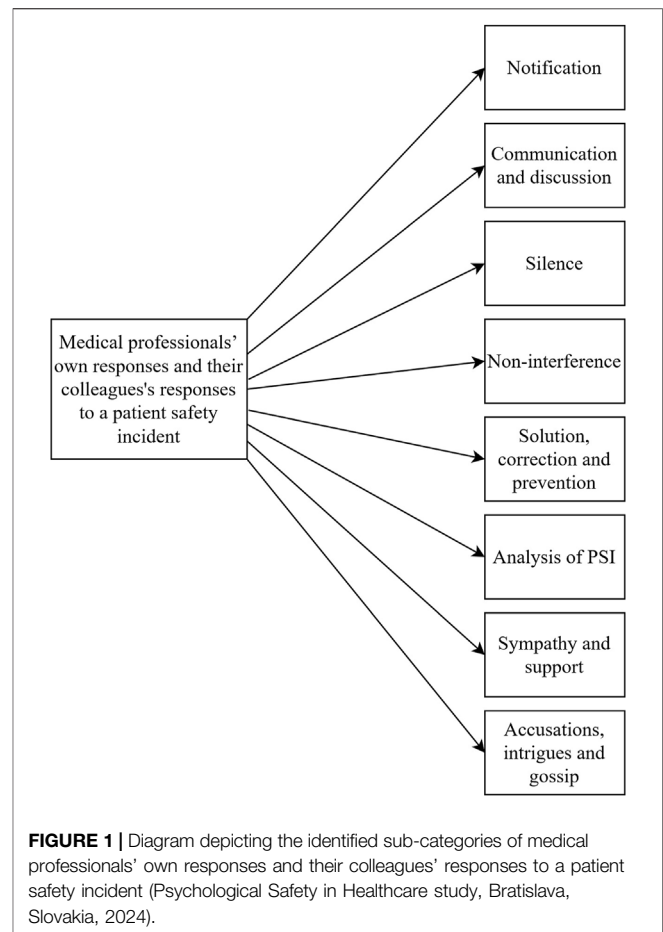 Notification
Communication
and discussion
Silence
Medical professionals’
own responses and their
colleagues's responses
to a patient safety
incident
Non-interference
Solution,
correction and
prevention
Analysis of PSI
Sympathy and
support
Accusations,
intrigues and
gossip
FIGURE 1 | Diagram depicting the identified sub-categories of medical
professionals’ own responses and their colleagues’ responses to a patient
safety incident (Psychological Safety in Healthcare study, Bratislava,
Slovakia, 2024).